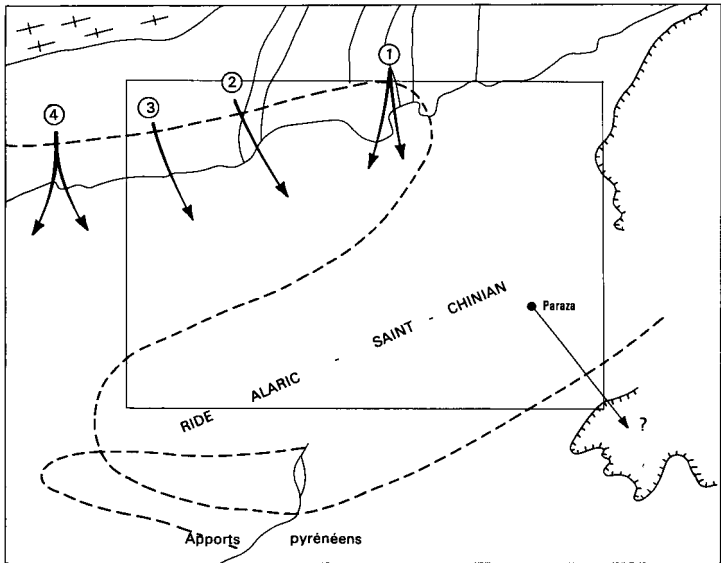 ①
②
③
④
Paraza
RIDE ALARIC - SAINT - CHINIAN
?
Apports pyrénéens